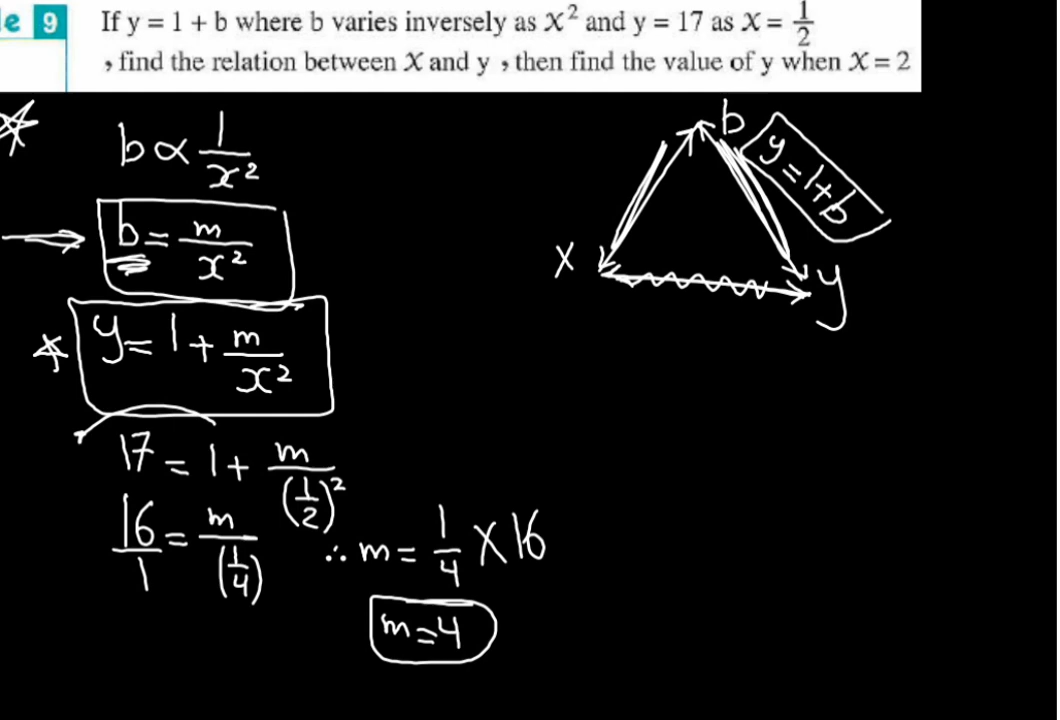 e 9 If y = 1 + b where b varies inversely as x² and y = 17 as x = 1/2
, find the relation between x and y , then find the value of y when x = 2
b ∝ 1/x²
b = m/x²
y = 1 + m/x²
17 = 1 + m/(1/2)²
16/1 = m/(1/4) ∴ m = 1/4 × 16
m = 4
b
y = 1 + b
x
y